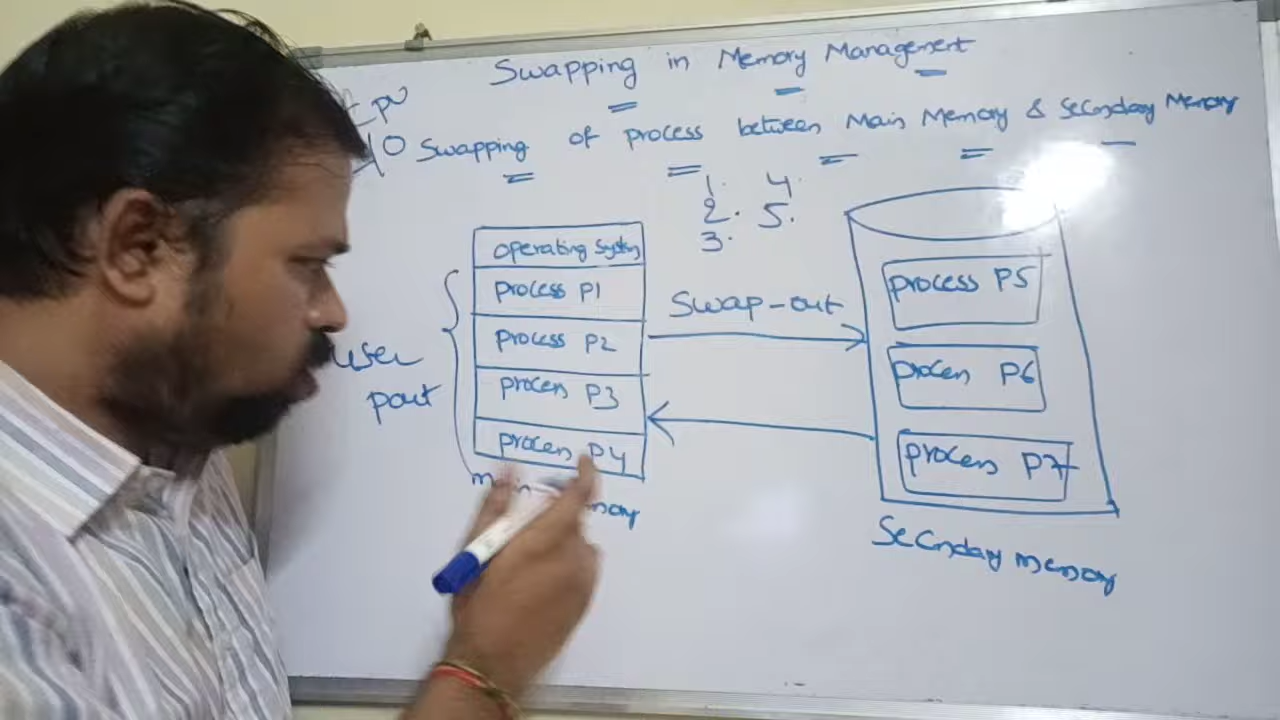 Swapping in Memory Management
CPU
Swapping of process between Main Memory & Secondary Memory
1. 4.
2. 5.
3.
operating System
process P1
process P2
process P3
process P4
user
part
Swap-out
process P5
process P6
process P7
Secnday memory